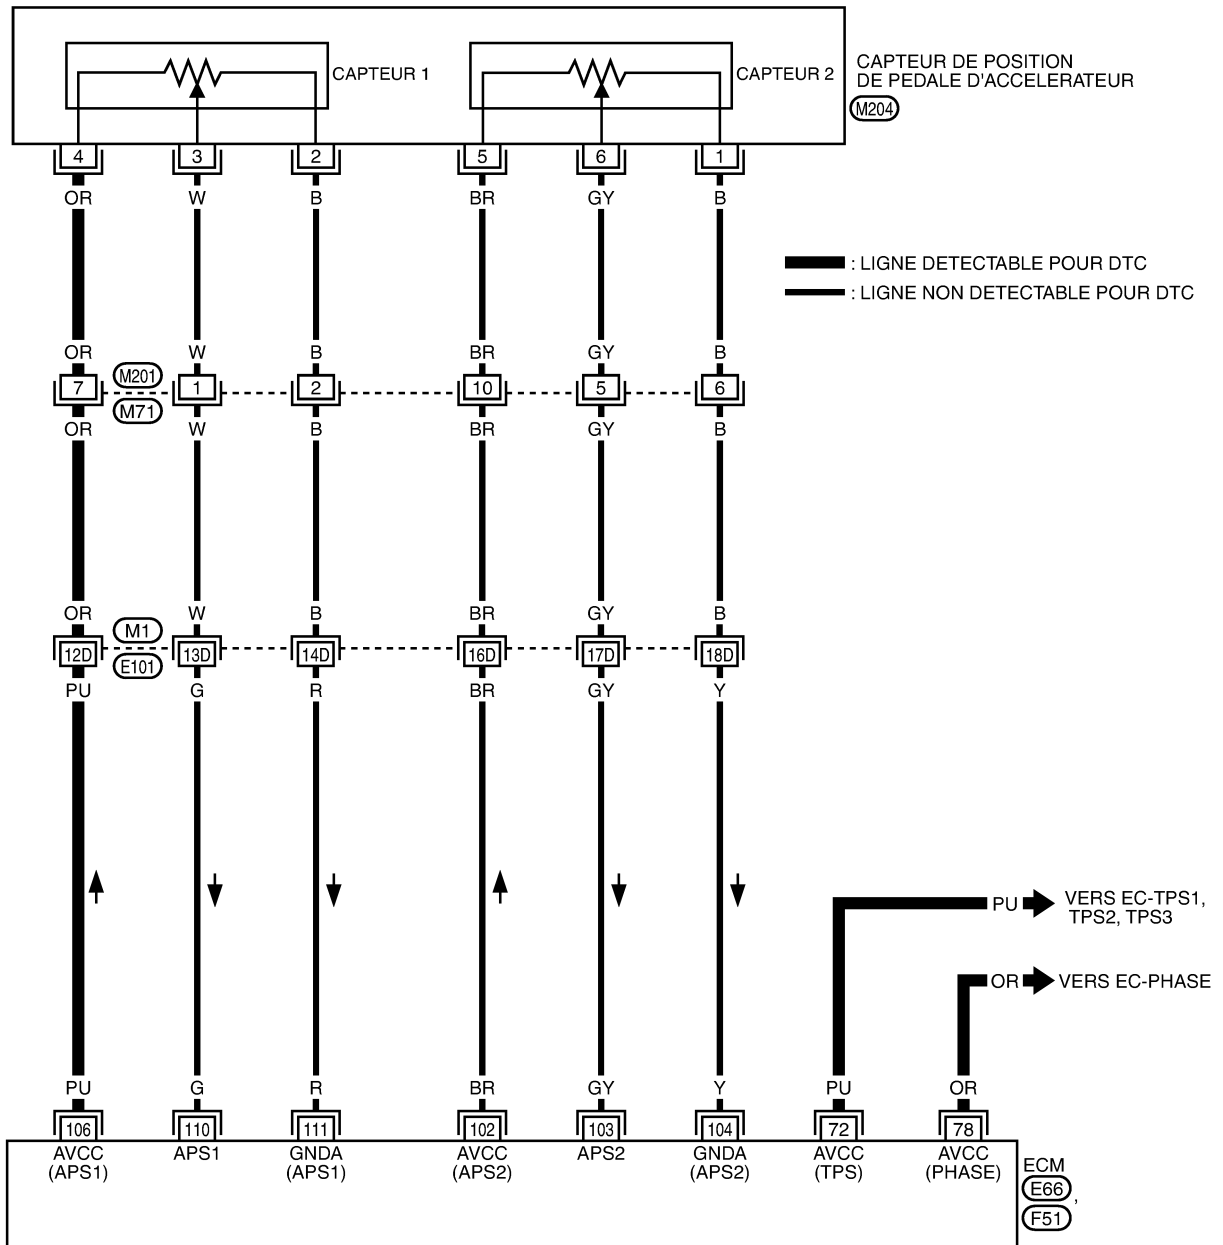 CAPTEUR 1
CAPTEUR 2
CAPTEUR DE POSITION
DE PEDALE D'ACCELERATEUR
M204
4 3 2 5 6 1
OR W B BR GY B
: LIGNE DETECTABLE POUR DTC
: LIGNE NON DETECTABLE POUR DTC
OR W B BR GY B
M201
7 1 2 10 5 6
M71
OR W B BR GY B
OR W B BR GY B
M1
12D 13D 14D 16D 17D 18D
E101
PU G R BR GY Y
PU VERS EC-TPS1,
TPS2, TPS3
OR VERS EC-PHASE
PU G R BR GY Y PU OR
106 110 111 102 103 104 72 78
AVCC APS1 GNDA AVCC APS2 GNDA AVCC AVCC
(APS1) (APS1) (APS2) (APS2) (TPS) (PHASE)
ECM
E66 ,
F51